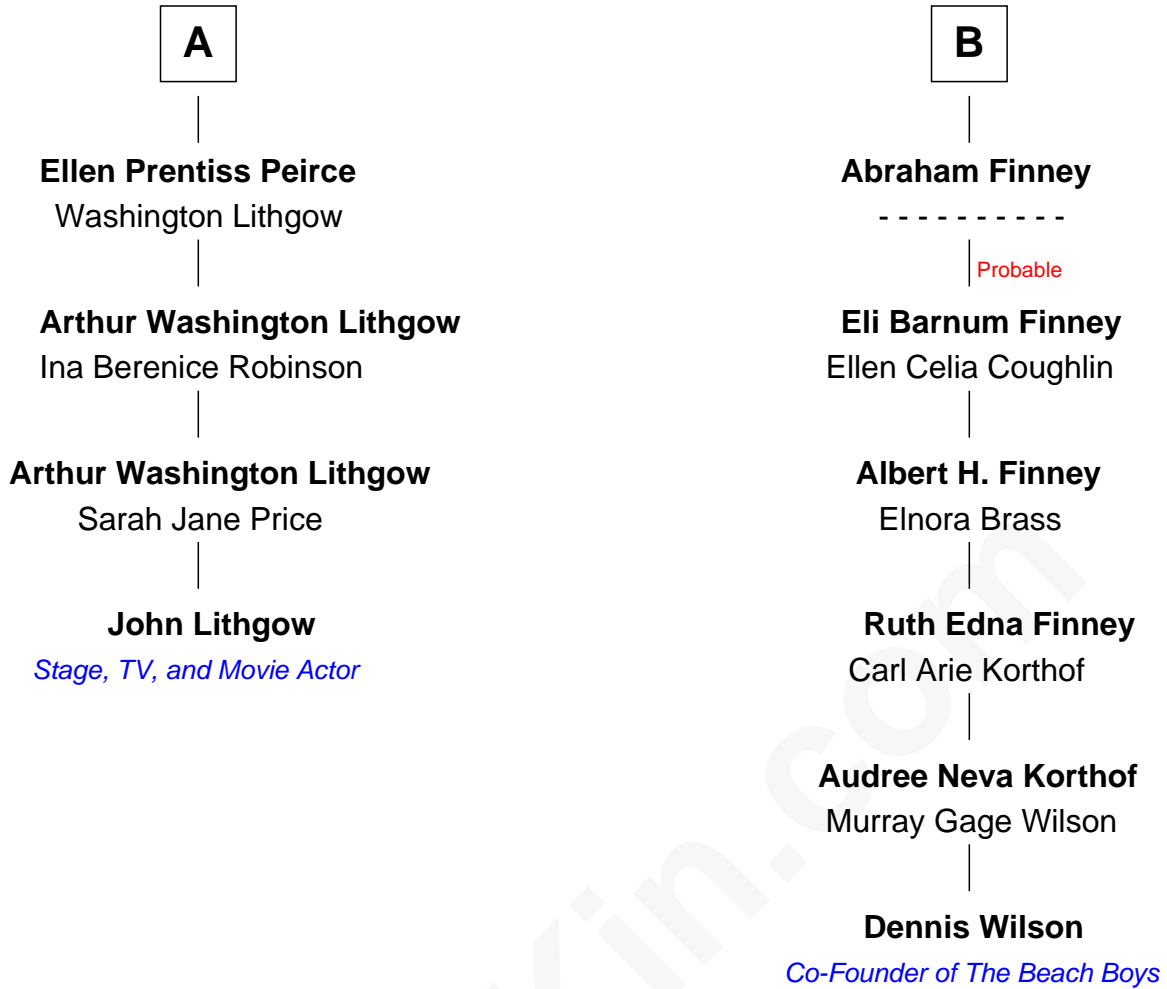 A
Ellen Prentiss Peirce
Washington Lithgow
Arthur Washington Lithgow
Ina Berenice Robinson
Arthur Washington Lithgow
Sarah Jane Price
John Lithgow
Stage, TV, and Movie Actor
B
Abraham Finney
- - - - - - - - - -
Probable
Eli Barnum Finney
Ellen Celia Coughlin
Albert H. Finney
Elnora Brass
Ruth Edna Finney
Carl Arie Korthof
Audree Neva Korthof
Murray Gage Wilson
Dennis Wilson
Co-Founder of The Beach Boys